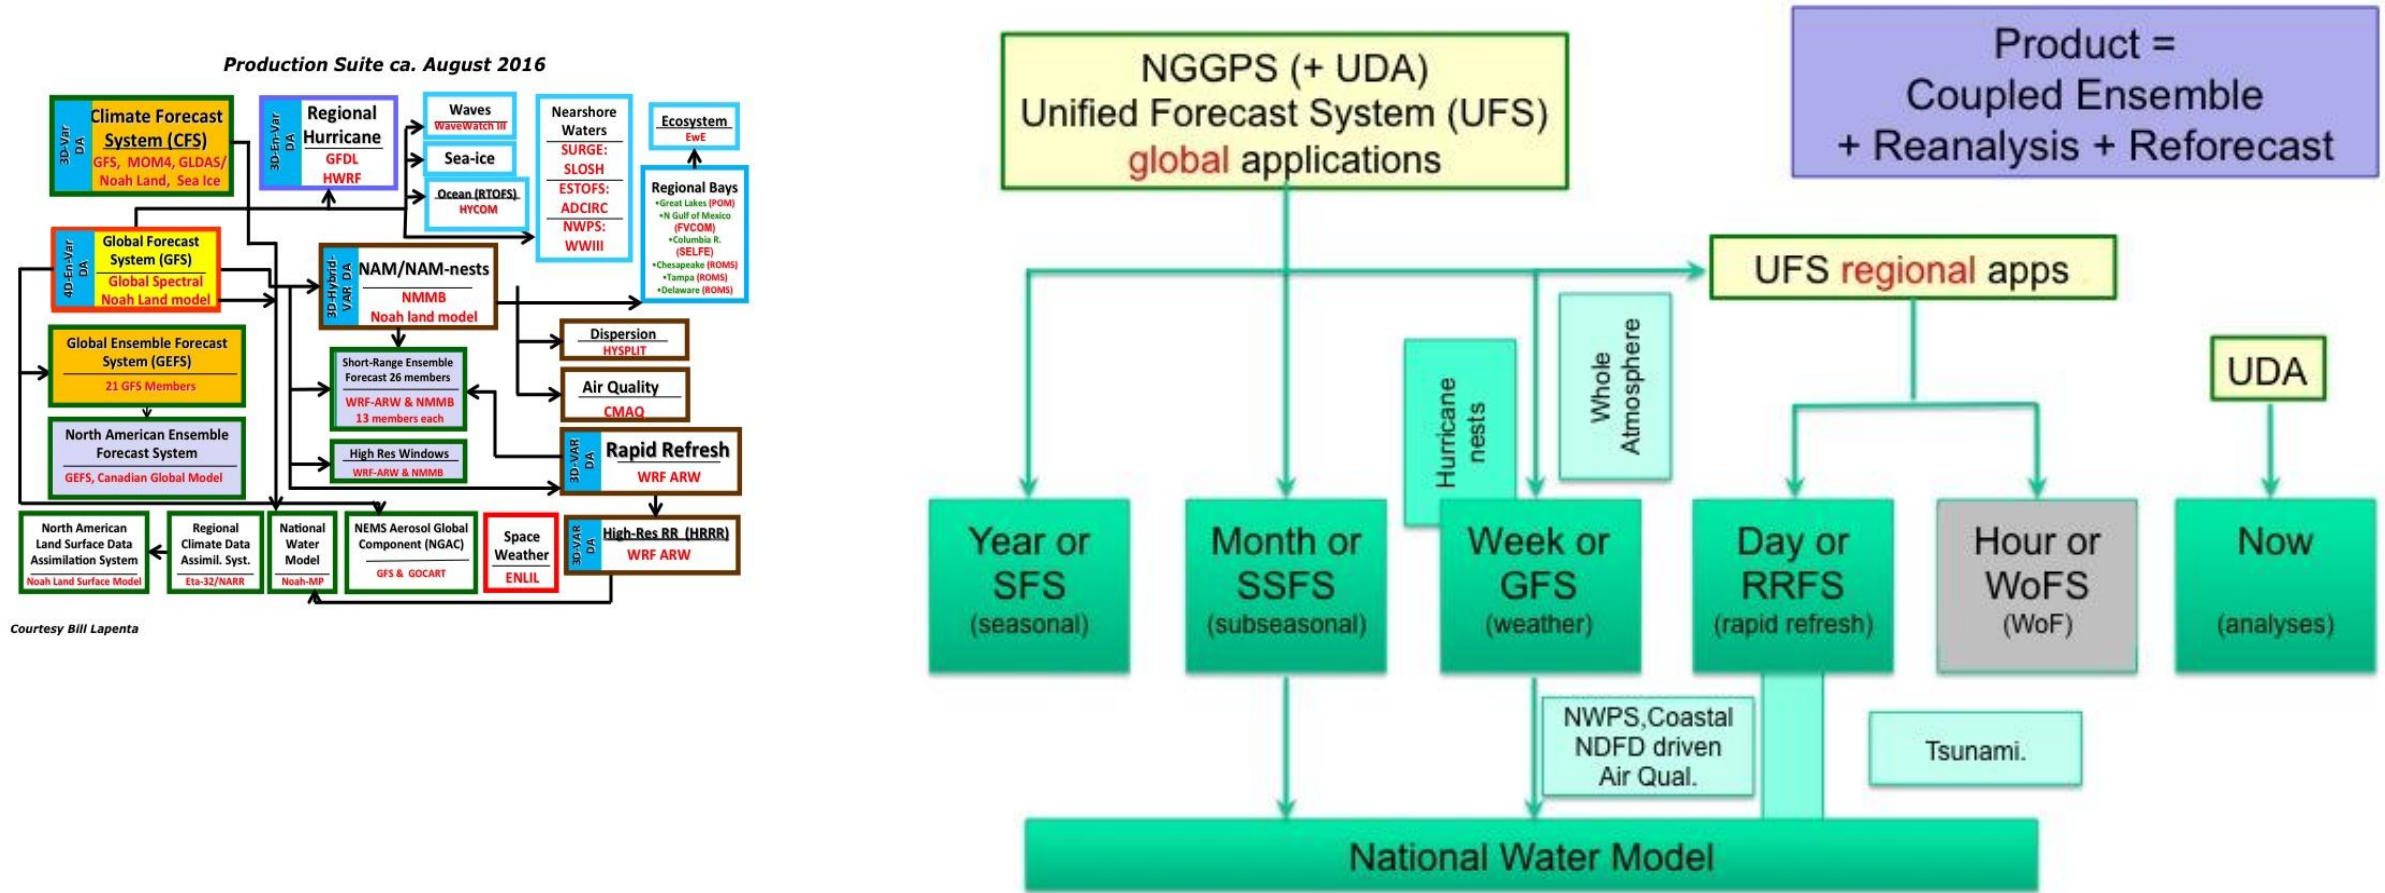 Production Suite ca. August 2016
3D-Var
DA
Climate Forecast
System (CFS)
GFS, MOM4, GLDAS/
Noah Land, Sea Ice
3D-En-Var
DA
Regional
Hurricane
GFDL
HWRF
Waves
WaveWatch III
Sea-ice
Ocean (RTOFS)
HYCOM
Nearshore
Waters
SURGE:
SLOSH
ESTOFS:
ADCIRC
NWPS:
WWIII
Ecosystem
EwE
Regional Bays
•Great Lakes (POM)
•N Gulf of Mexico
(FVCOM)
•Columbia R.
(SELFE)
•Chesapeake (ROMS)
•Tampa (ROMS)
•Delaware (ROMS)
4D-En-Var
DA
Global Forecast
System (GFS)
Global Spectral
Noah Land model
3D-Hybrid-
VAR DA
NAM/NAM-nests
NMMB
Noah land model
Global Ensemble Forecast
System (GEFS)
21 GFS Members
Short-Range Ensemble
Forecast 26 members
WRF-ARW & NMMB
13 members each
Dispersion
HYSPLIT
Air Quality
CMAQ
North American Ensemble
Forecast System
GEFS, Canadian Global Model
High Res Windows
WRF-ARW & NMMB
3D-VAR
DA
Rapid Refresh
WRF ARW
North American
Land Surface Data
Assimilation System
Noah Land Surface Model
Regional
Climate Data
Assimil. Syst.
Eta-32/NARR
National
Water
Model
Noah-MP
NEMS Aerosol Global
Component (NGAC)
GFS & GOCART
Space
Weather
ENLIL
3D-VAR
DA
High-Res RR (HRRR)
WRF ARW
Courtesy Bill Lapenta
NGGPS (+ UDA)
Unified Forecast System (UFS)
global applications
Product =
Coupled Ensemble
+ Reanalysis + Reforecast
UFS regional apps
Hurricane
nests
Whole
Atmosphere
UDA
Year or
SFS
(seasonal)
Month or
SSFS
(subseasonal)
Week or
GFS
(weather)
Day or
RRFS
(rapid refresh)
Hour or
WoFS
(WoF)
Now
(analyses)
NWPS,Coastal
NDFD driven
Air Qual.
Tsunami.
National Water Model